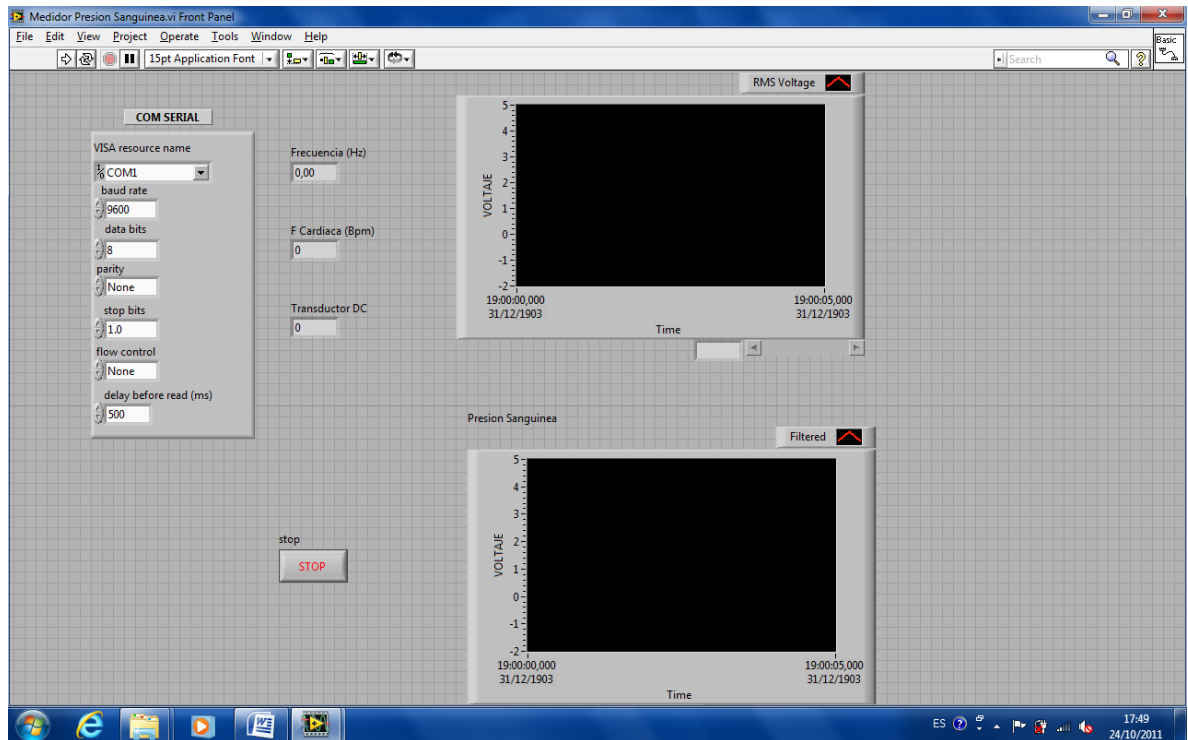 Medidor Presion Sanguinea.vi Front Panel
File Edit View Project Operate Tools Window Help
15pt Application Font
Search
Basic
COM SERIAL
VISA resource name
COM1
baud rate
9600
data bits
8
parity
None
stop bits
1.0
flow control
None
delay before read (ms)
500
Frecuencia (Hz)
0,00
F Cardiaca (Bpm)
0
Transductor DC
0
stop
STOP
RMS Voltage
VOLTAJE
5
4
3
2
1
0
-1
-2
19:00:00,000 19:00:05,000
31/12/1903 31/12/1903
Time
Presion Sanguinea
Filtered
VOLTAJE
5
4
3
2
1
0
-1
-2
19:00:00,000 19:00:05,000
31/12/1903 31/12/1903
Time
ES
17:49
24/10/2011